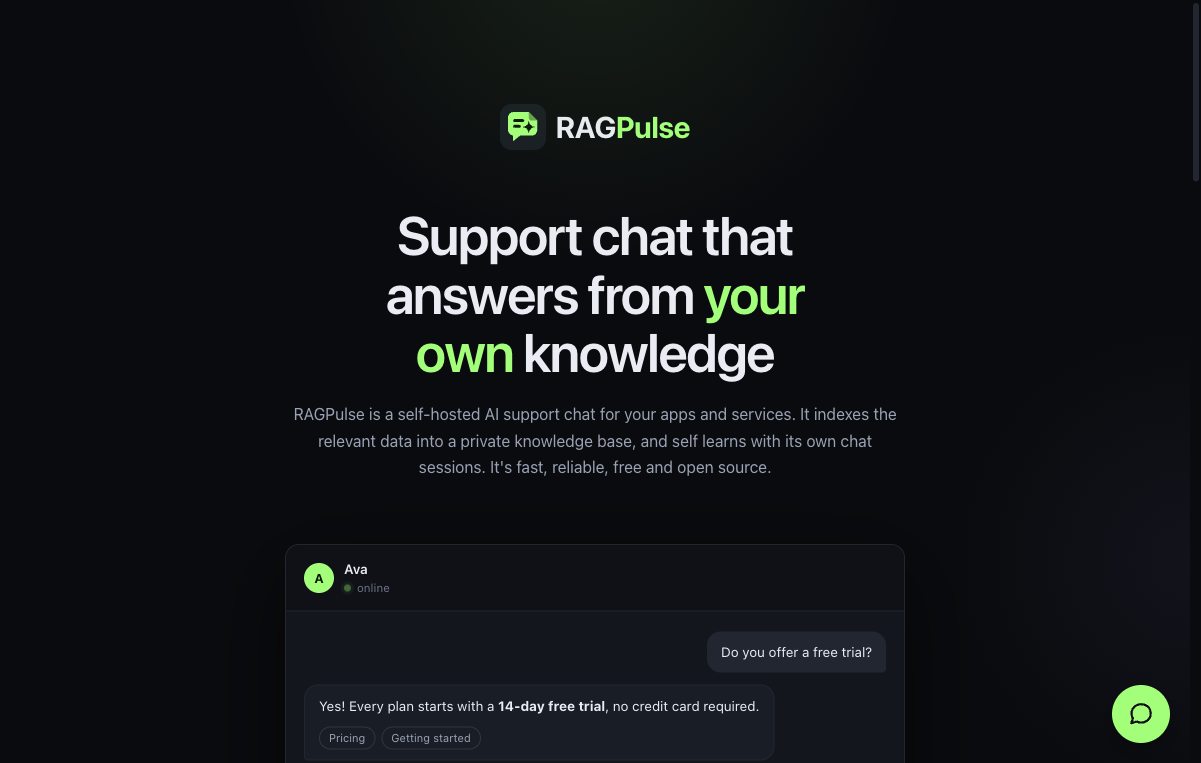 RAGPulse
Support chat that
answers from your
own knowledge
RAGPulse is a self-hosted AI support chat for your apps and services. It indexes the
relevant data into a private knowledge base, and self learns with its own chat
sessions. It's fast, reliable, free and open source.
A
Ava
online
Do you offer a free trial?
Yes! Every plan starts with a 14-day free trial, no credit card required.
Pricing
Getting started